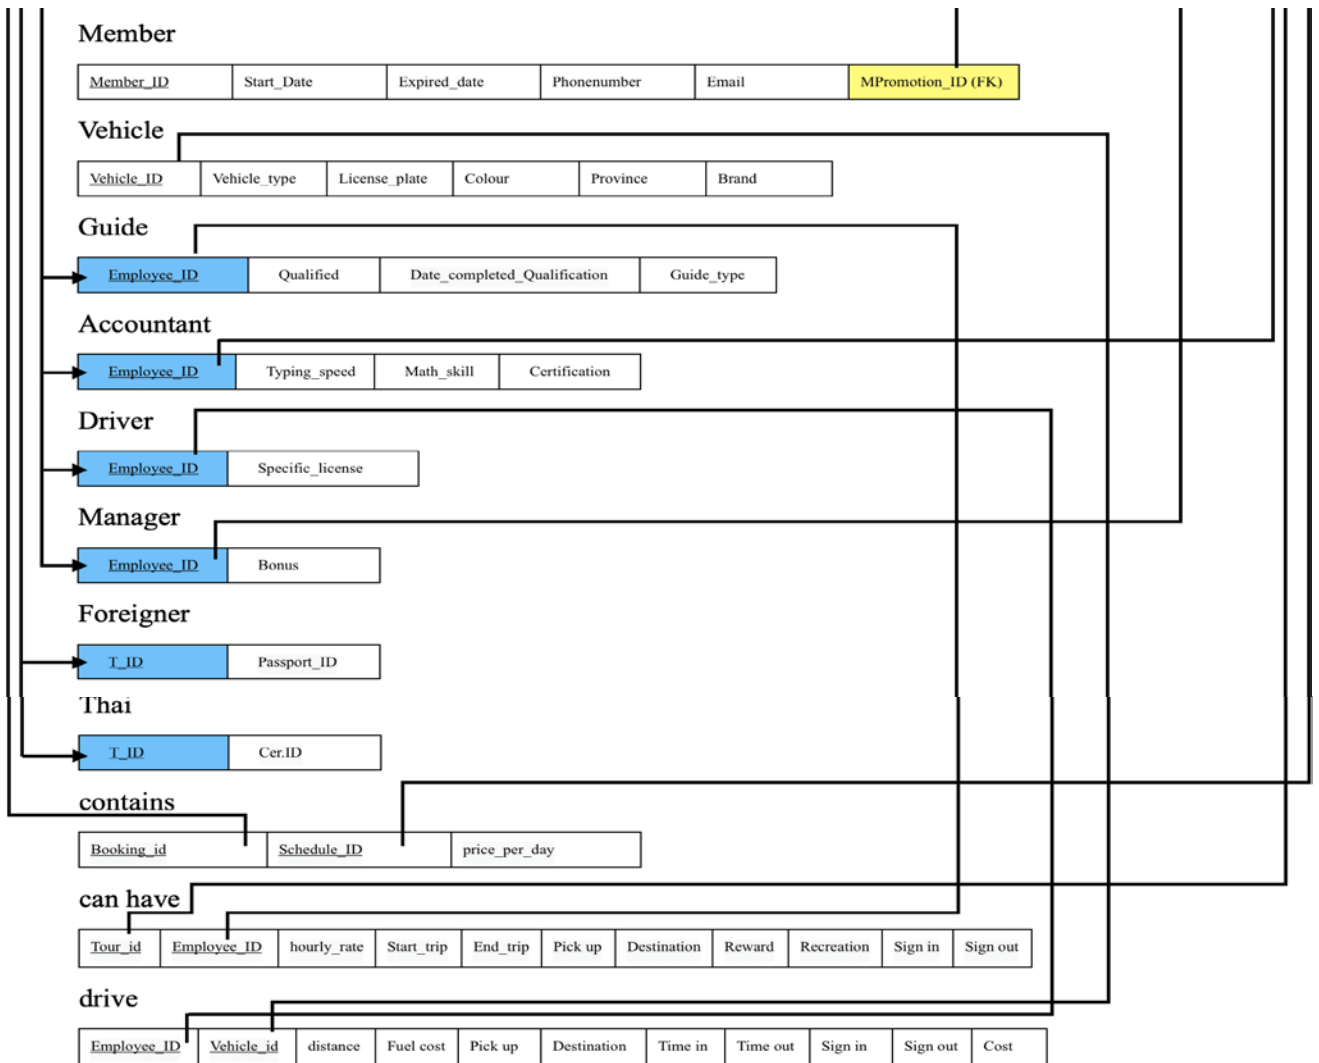 Member
Member_ID Start_Date Expired_date Phonenumber Email MPromotion_ID (FK)
Vehicle
Vehicle_ID Vehicle_type License_plate Colour Province Brand
Guide
Employee_ID Qualified Date_completed_Qualification Guide_type
Accountant
Employee_ID Typing_speed Math_skill Certification
Driver
Employee_ID Specific_license
Manager
Employee_ID Bonus
Foreigner
T_ID Passport_ID
Thai
T_ID Cer.ID
contains
Booking_id Schedule_ID price_per_day
can have
Tour_id Employee_ID hourly_rate Start_trip End_trip Pick up Destination Reward Recreation Sign in Sign out
drive
Employee_ID Vehicle_id distance Fuel cost Pick up Destination Time in Time out Sign in Sign out Cost